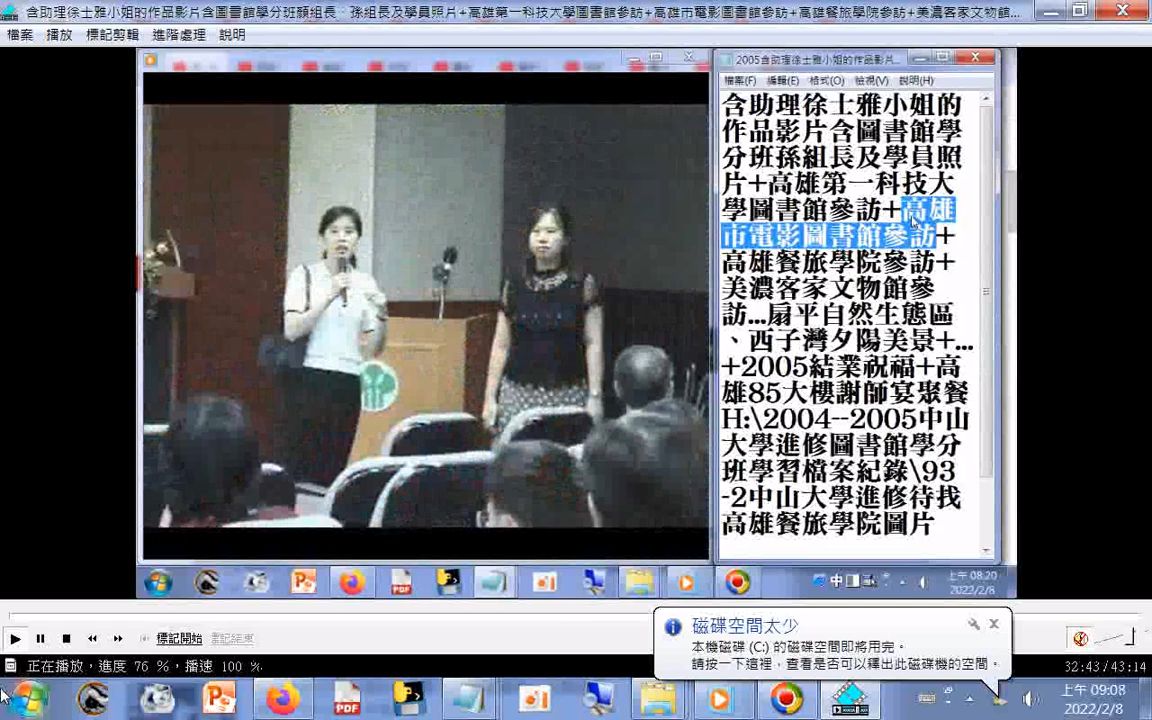 含助理徐士雅小姐的作品影片含圖書館學分班顏組長、孫組長及學員照片+高雄第一科技大學圖書館參訪+高雄市電影圖書館參訪+高雄餐旅學院參訪+美濃客家文物館...
檔案 播放 標記剪輯 進階處理 說明
2005含助理徐士雅小姐的作品影片...
檔案(F) 編輯(E) 格式(O) 檢視(V) 說明(H)
含助理徐士雅小姐的
作品影片含圖書館學
分班孫組長及學員照
片+高雄第一科技大
學圖書館參訪+高雄
市電影圖書館參訪+
高雄餐旅學院參訪+
美濃客家文物館參
訪...扇平自然生態區
、西子灣夕陽美景+...
+2005結業祝福+高
雄85大樓謝師宴聚餐
H:\2004--2005中山
大學進修圖書館學分
班學習檔案紀錄\93
-2中山大學進修待找
高雄餐旅學院圖片
中
上午 08:20
2022/2/8
標記開始 標記結束
磁碟空間太少
本機磁碟 (C:) 的磁碟空間即將用完。
請按一下這裡，查看是否可以釋出此磁碟機的空間。
正在播放，進度 76 %，播速 100 %.
32:43/43:14
PDF
上午 09:08
2022/2/8